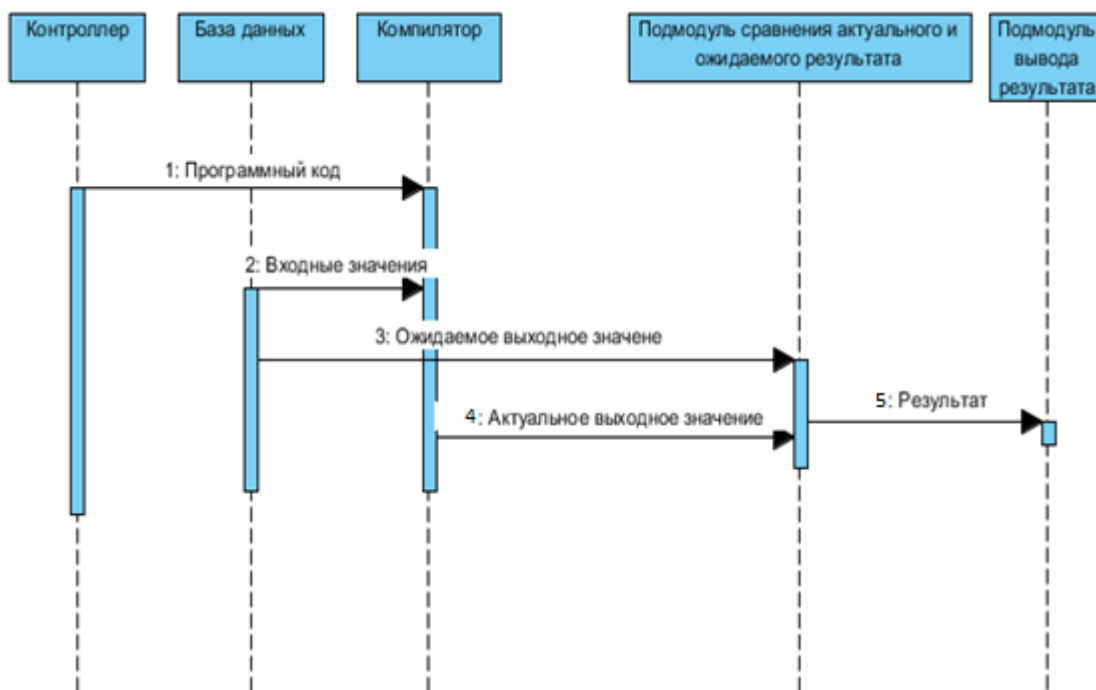 Контроллер
База данных
Компилятор
Подмодуль сравнения актуального и
ожидаемого результата
Подмодуль
вывода
результата
1: Программный код
2: Входные значения
3: Ожидаемое выходное значене
4: Актуальное выходное значение
5: Результат